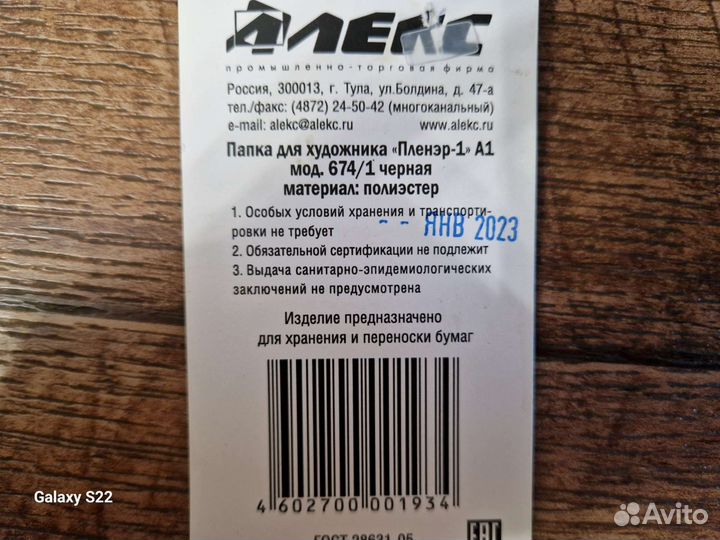 АЛЕКС
промышленно-торговая фирма
Россия, 300013, г. Тула, ул.Болдина, д. 47-а
тел./факс: (4872) 24-50-42 (многоканальный)
e-mail: alekc@alekc.ru www.alekc.ru
Папка для художника «Пленэр-1» А1
мод. 674/1 черная
материал: полиэстер
1. Особых условий хранения и транспорти-
ровки не требует
-- ЯНВ 2023
2. Обязательной сертификации не подлежит
3. Выдача санитарно-эпидемиологических
заключений не предусмотрена
Изделие предназначено
для хранения и переноски бумаг
4 602700 001934
ГОСТ 28631-05
EAC
Galaxy S22
Avito